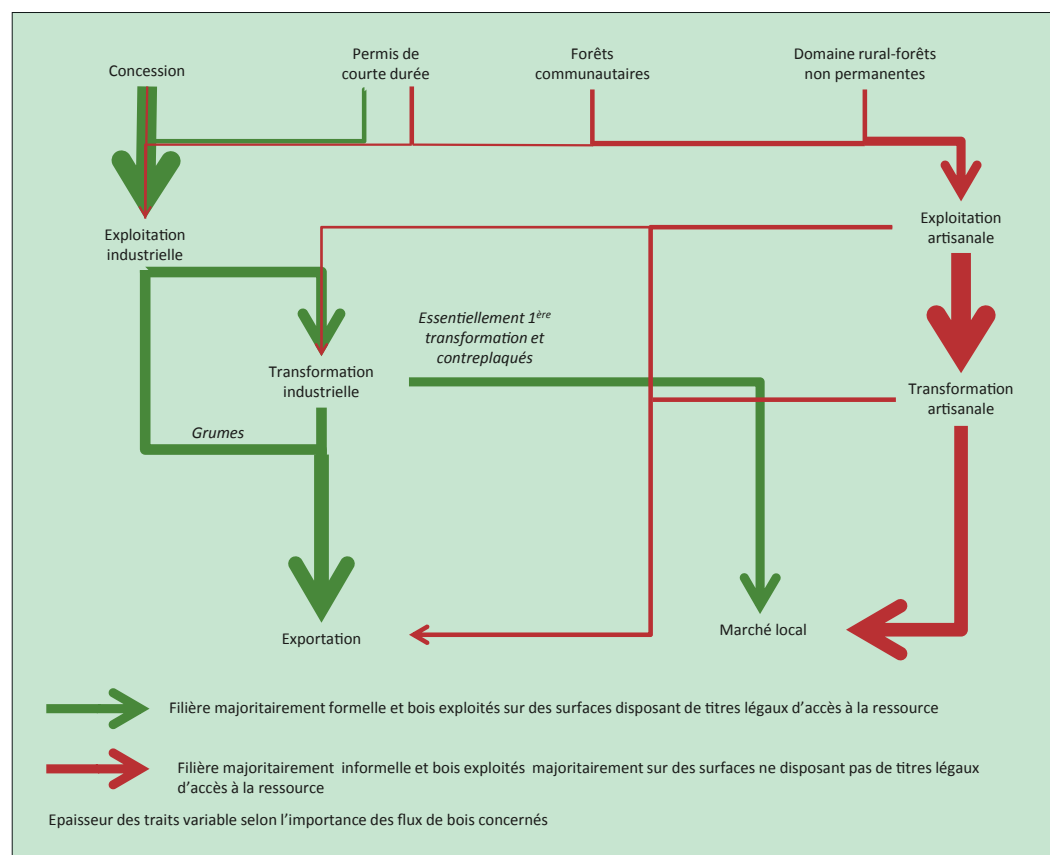 Concession
Permis de
courte durée
Forêts
communautaires
Domaine rural-forêts
non permanentes
Exploitation
industrielle
Exploitation
artisanale
Essentiellement 1ère
transformation et
contreplaqués
Transformation
industrielle
Transformation
artisanale
Grumes
Exportation
Marché local
Filière majoritairement formelle et bois exploités sur des surfaces disposant de titres légaux d’accès à la ressource
Filière majoritairement informelle et bois exploités majoritairement sur des surfaces ne disposant pas de titres légaux
d’accès à la ressource
Epaisseur des traits variable selon l’importance des flux de bois concernés